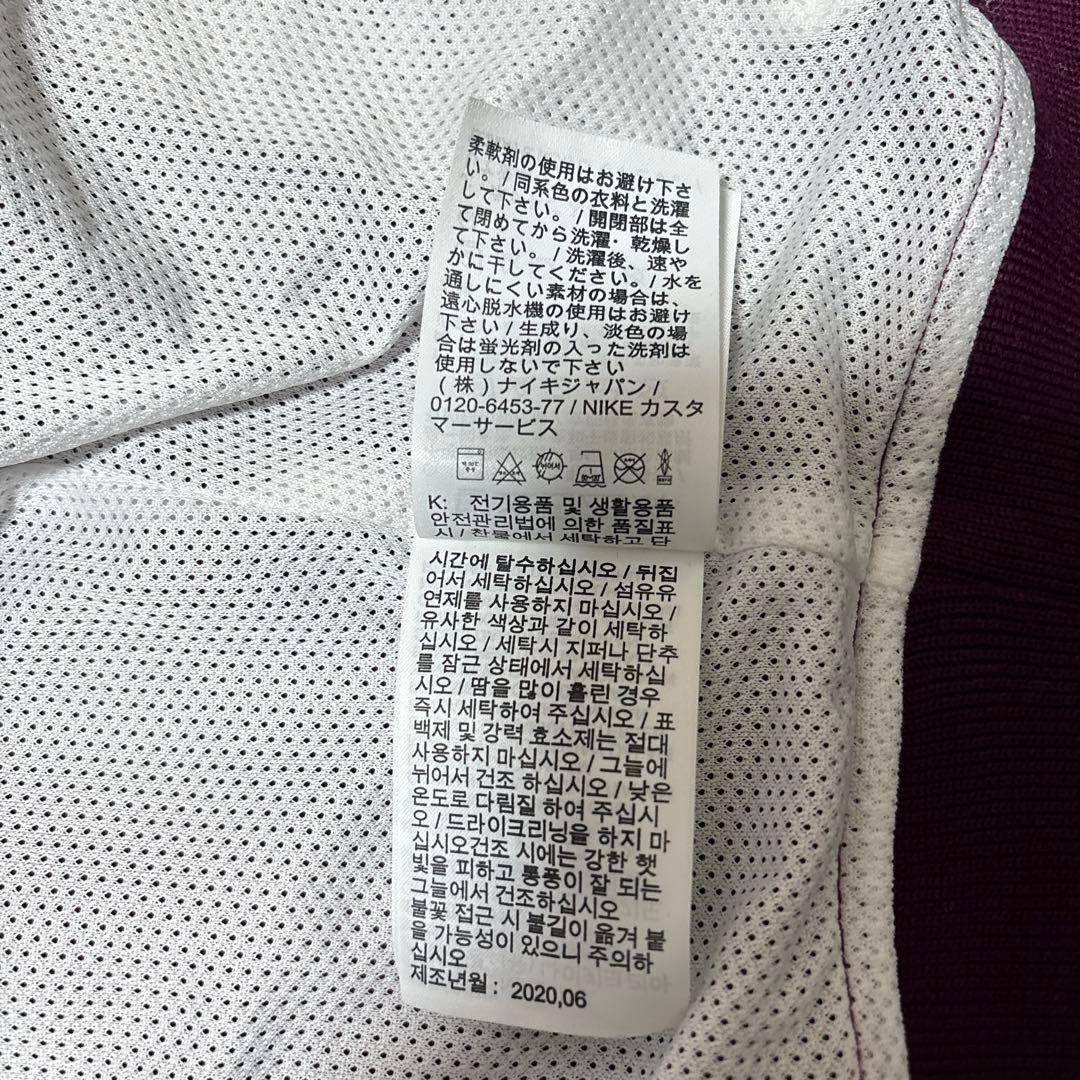 柔軟剤の使用はお避け下さ
い。/同系色の衣料と洗濯
して下さい。/開閉部は全
て閉めてから洗濯・乾燥し
て下さい。/洗濯後、速や
かに干してください。/水を
通しにくい素材の場合は、
遠心脱水機の使用はお避け
下さい/生成り、淡色の場
合は蛍光剤の入った洗剤は
使用しないで下さい
(株)ナイキジャパン/
0120-6453-77 / NIKE カスタ
マーサービス
K: 전기용품 및 생활용품
안전관리법에 의한 품질표
시 / 찬물에서 세탁하고 단
시간에 탈수하십시오 / 뒤집
어서 세탁하십시오 / 섬유유
연제를 사용하지 마십시오 /
유사한 색상과 같이 세탁하
십시오 / 세탁시 지퍼나 단추
를 잠근 상태에서 세탁하십
시오 / 땀을 많이 흘린 경우
즉시 세탁하여 주십시오 / 표
백제 및 강력 효소제는 절대
사용하지 마십시오 / 그늘에
뉘어서 건조 하십시오 / 낮은
온도로 다림질 하여 주십시
오 / 드라이크리닝을 하지 마
십시오건조 시에는 강한 햇
빛을 피하고 통풍이 잘 되는
그늘에서 건조하십시오
불꽃 접근 시 불길이 옮겨 붙
을 가능성이 있으니 주의하
십시오
제조년월 : 2020,06